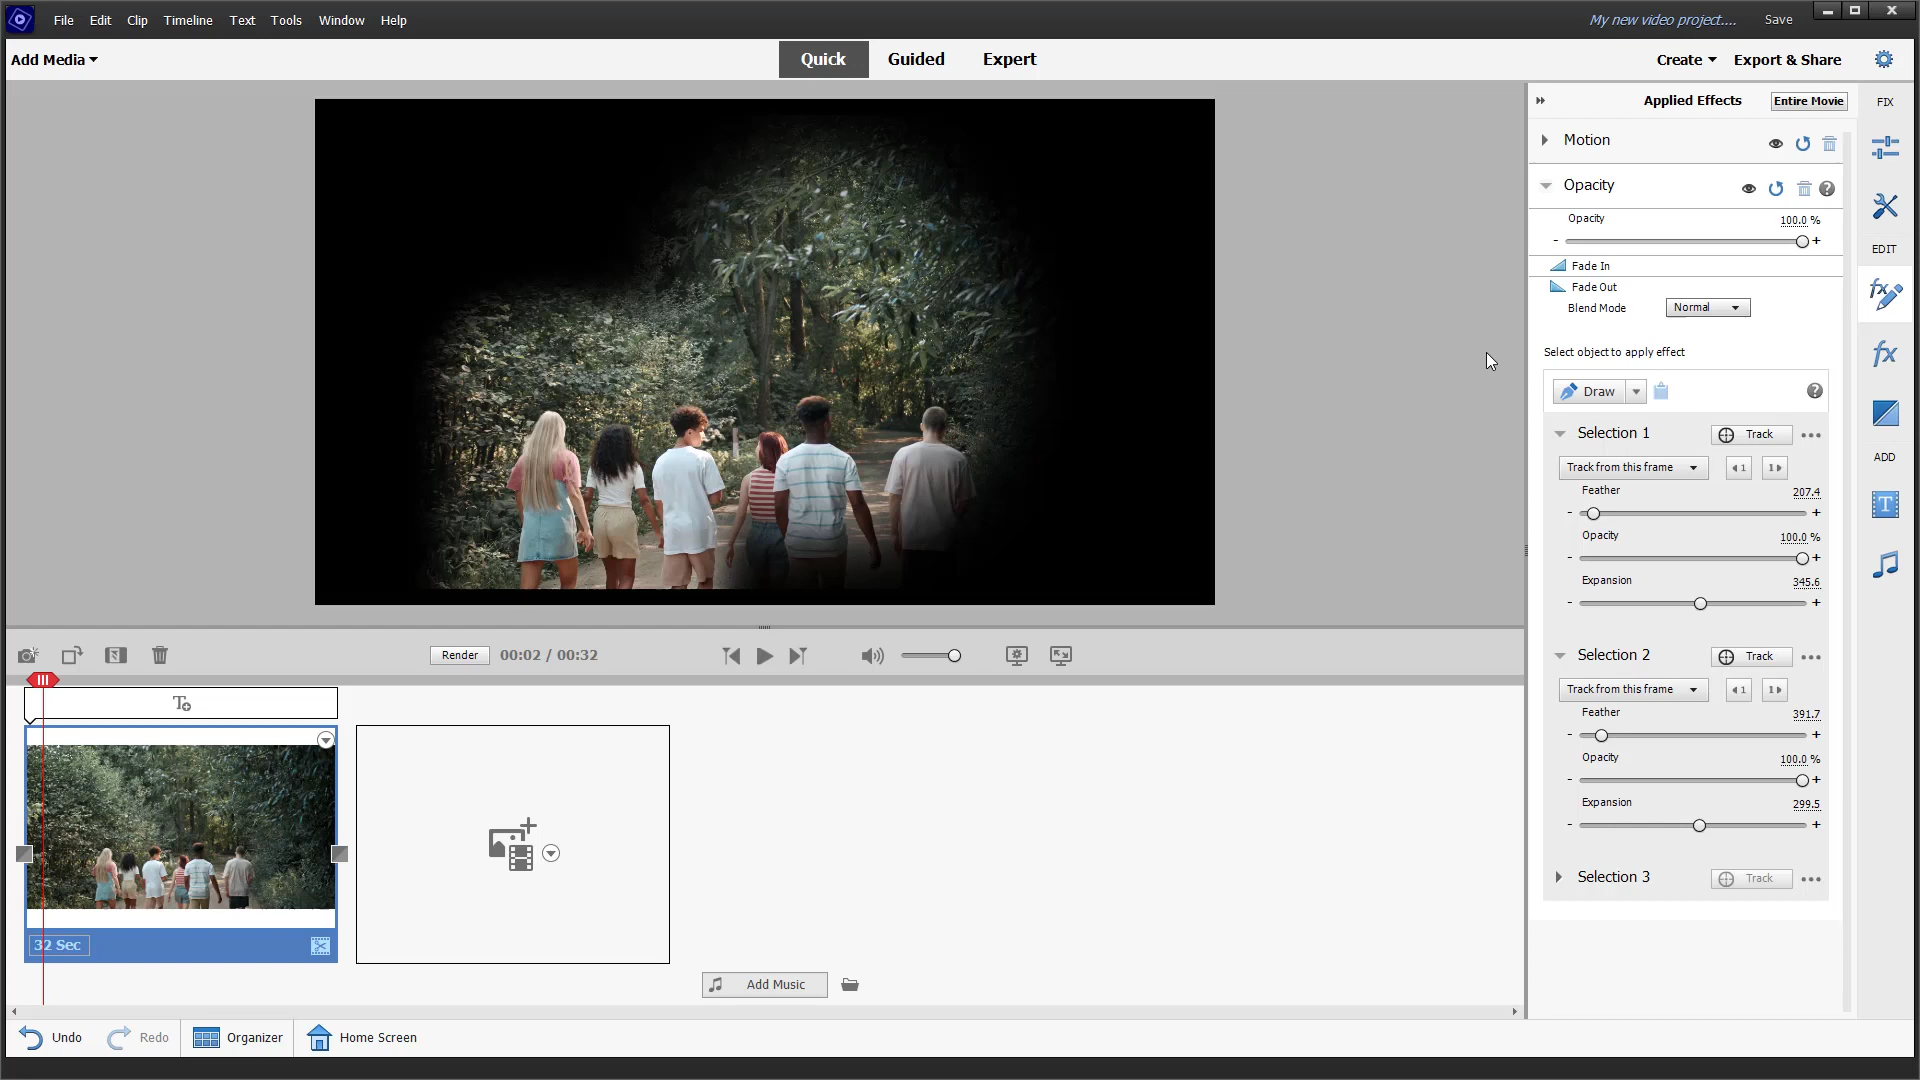 File Edit Clip Timeline Text Tools Window Help
My new video project.... Save
Add Media
Quick Guided Expert
Create Export & Share
Applied Effects Entire Movie
FIX
Motion
Opacity
Opacity 100.0 %
- +
EDIT
Fade In
Fade Out
Blend Mode Normal
Select object to apply effect
Draw
Selection 1 Track
ADD
Track from this frame 1 1
Feather 207.4
- +
Opacity 100.0 %
- +
Expansion 345.6
- +
Selection 2 Track
Track from this frame 1 1
Feather 391.7
- +
Opacity 100.0 %
- +
Expansion 299.5
- +
Selection 3 Track
Render 00:02 / 00:32
32 Sec
Add Music
Undo Redo Organizer Home Screen